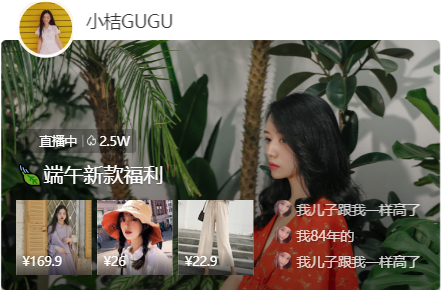 小桔GUGU
直播中 2.5W
端午新款福利
我儿子跟我一样高了
我84年的
我儿子跟我一样高了
¥169.9
¥26
¥22.9